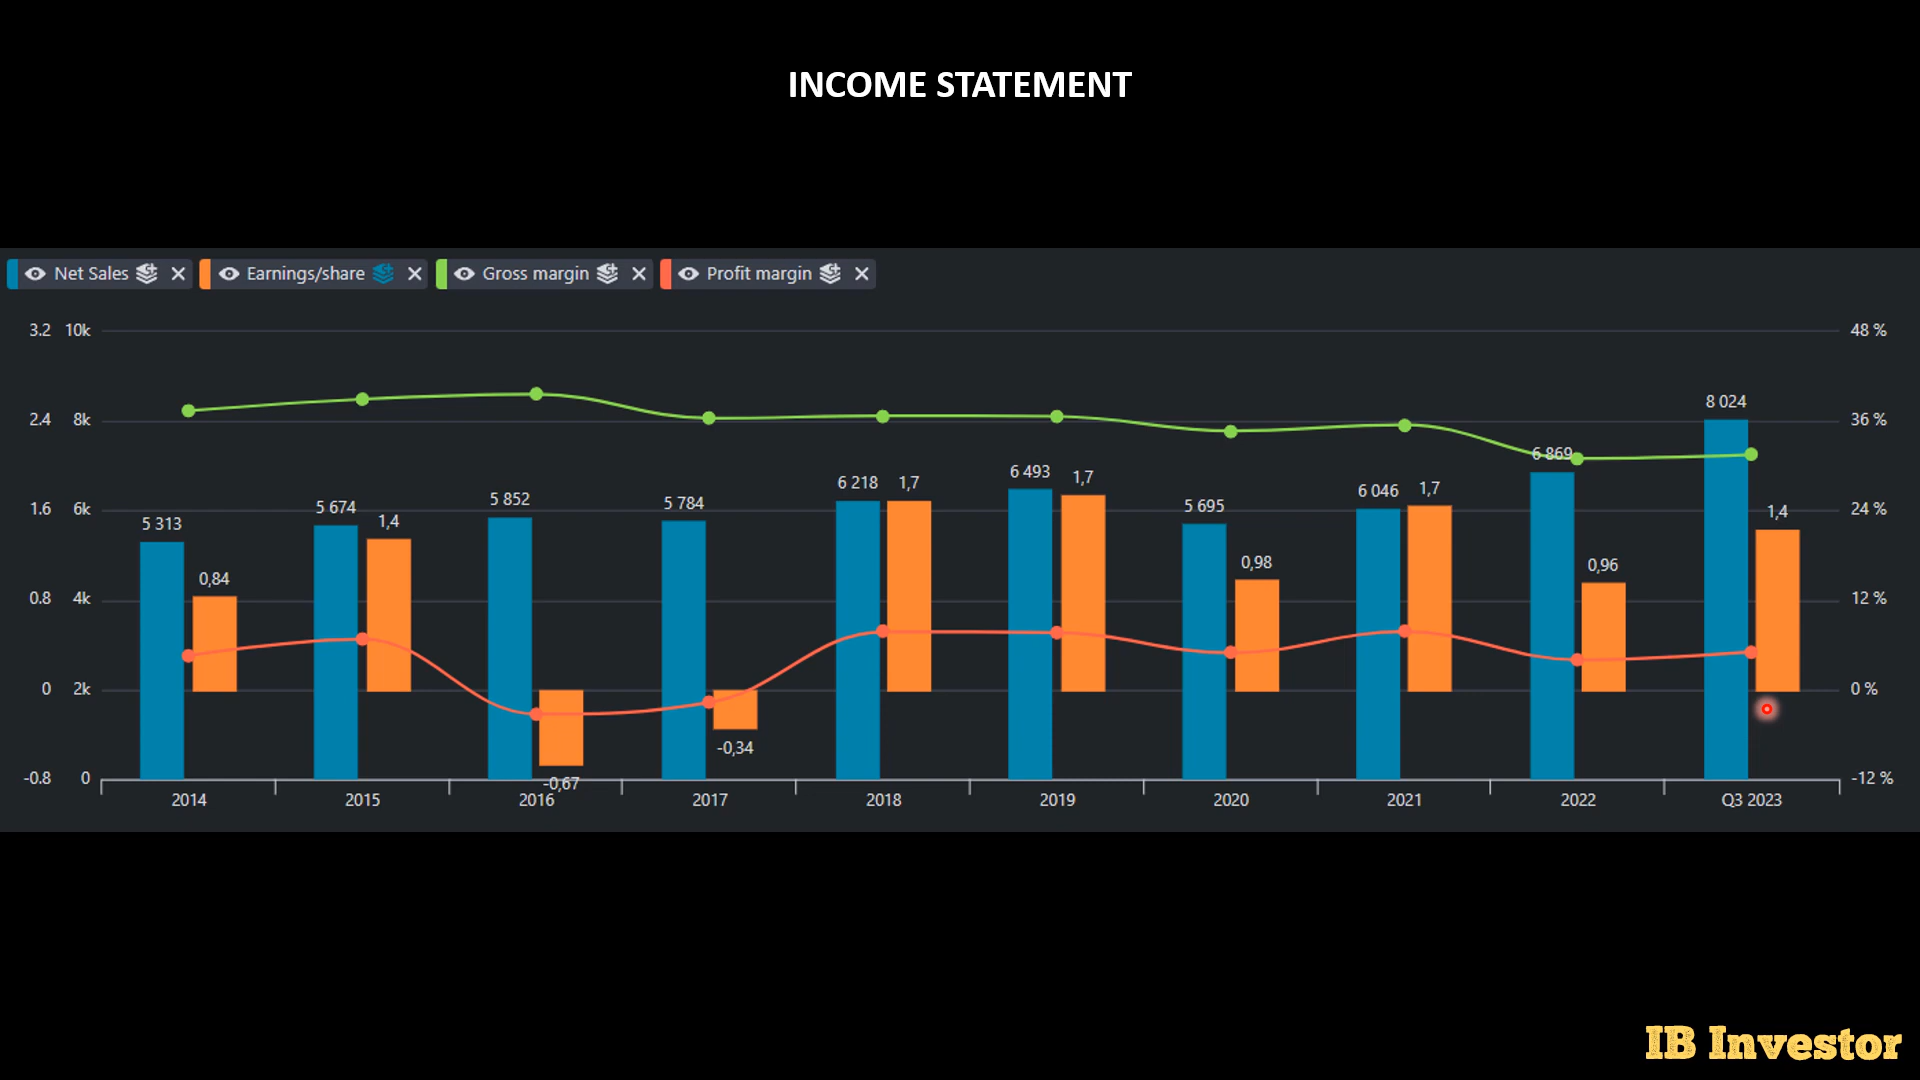 INCOME STATEMENT
Net Sales Earnings/share Gross margin Profit margin
3.2 10k 48 %
8 024
2.4 8k 36 %
6 869
6 493 1,7
6 218 1,7
6 046 1,7
5 852
5 784
5 674
5 695
1.6 6k 24 %
1,4
5 313
1,4
0,98
0,96
0,84
0.8 4k 12 %
0 2k 0 %
-0,34
-0.8 0 -12 %
-0,67
2014 2015 2016 2017 2018 2019 2020 2021 2022 Q3 2023
IB Investor